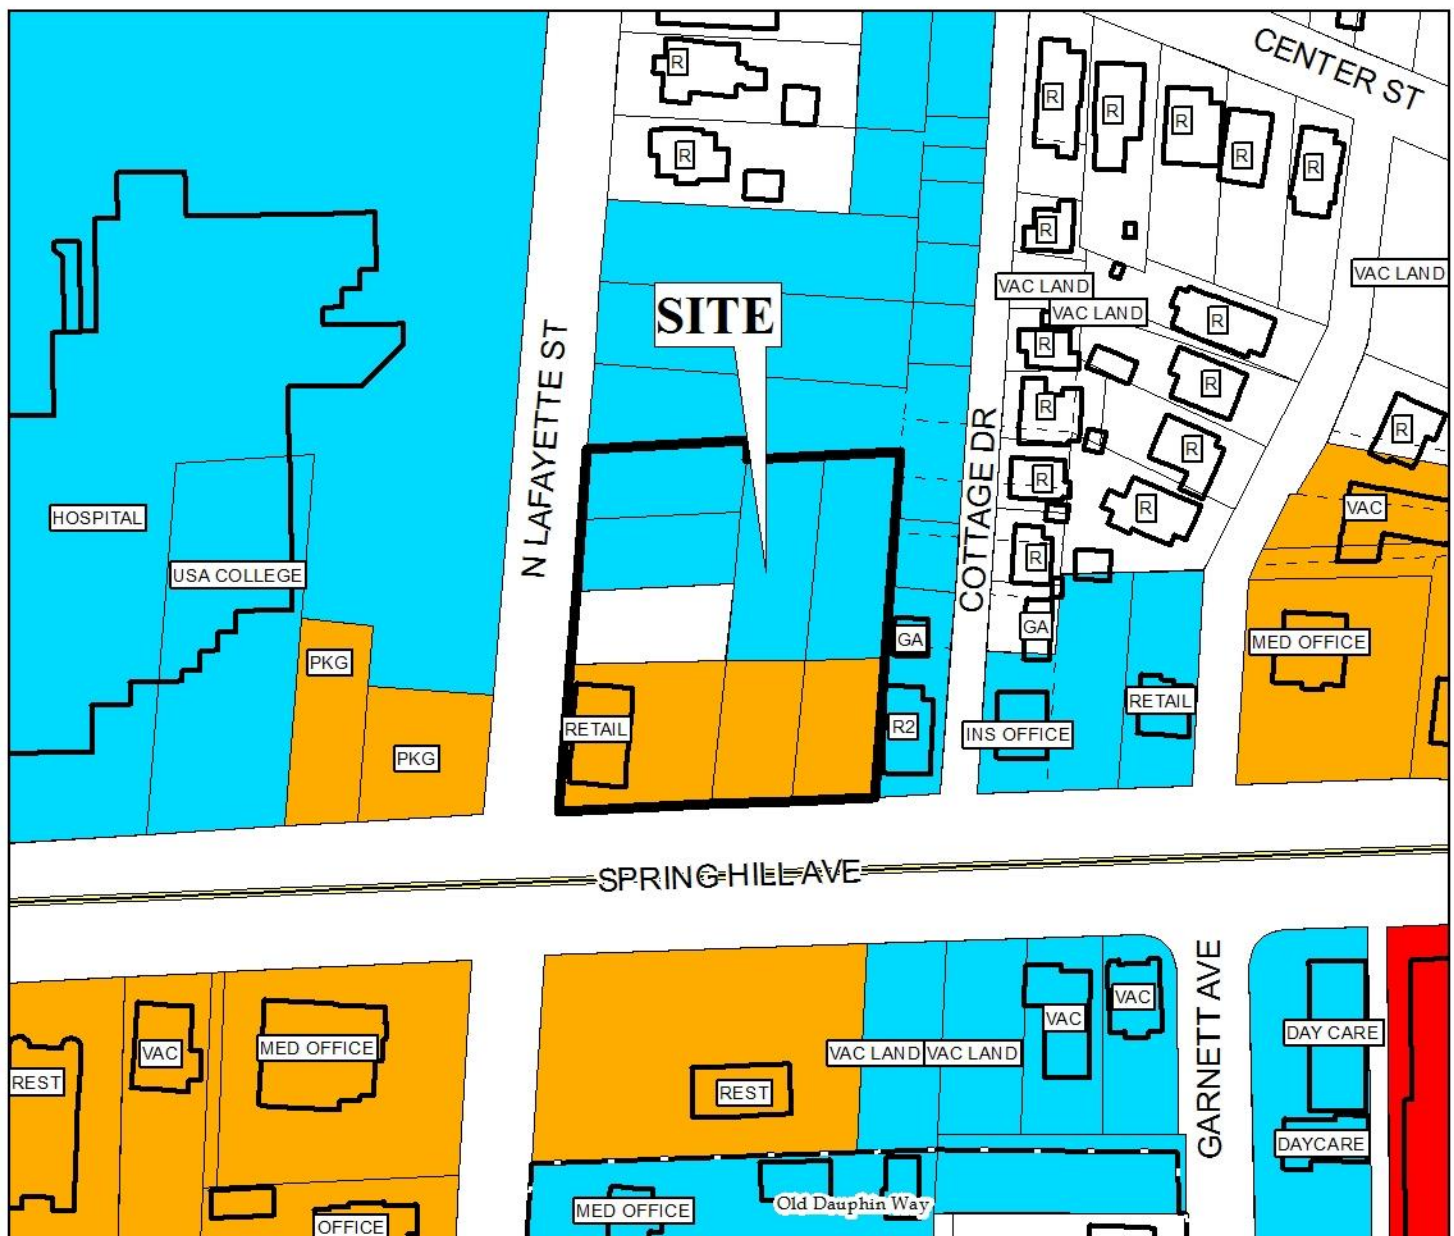 CENTER ST
R
R
R
R
R
R
R
R
VAC LAND
VAC LAND
VAC LAND
SITE
N LAFAYETTE ST
R
R
R
R
COTTAGE DR
R
R
R
R
R
VAC
HOSPITAL
USA COLLEGE
GA
GA
MED OFFICE
PKG
PKG
RETAIL
R2
INS OFFICE
RETAIL
SPRING HILL AVE
GARNETT AVE
VAC
VAC
DAY CARE
REST
VAC
MED OFFICE
VAC LAND
VAC LAND
REST
DAYCARE
OFFICE
MED OFFICE
Old Dauphin Way